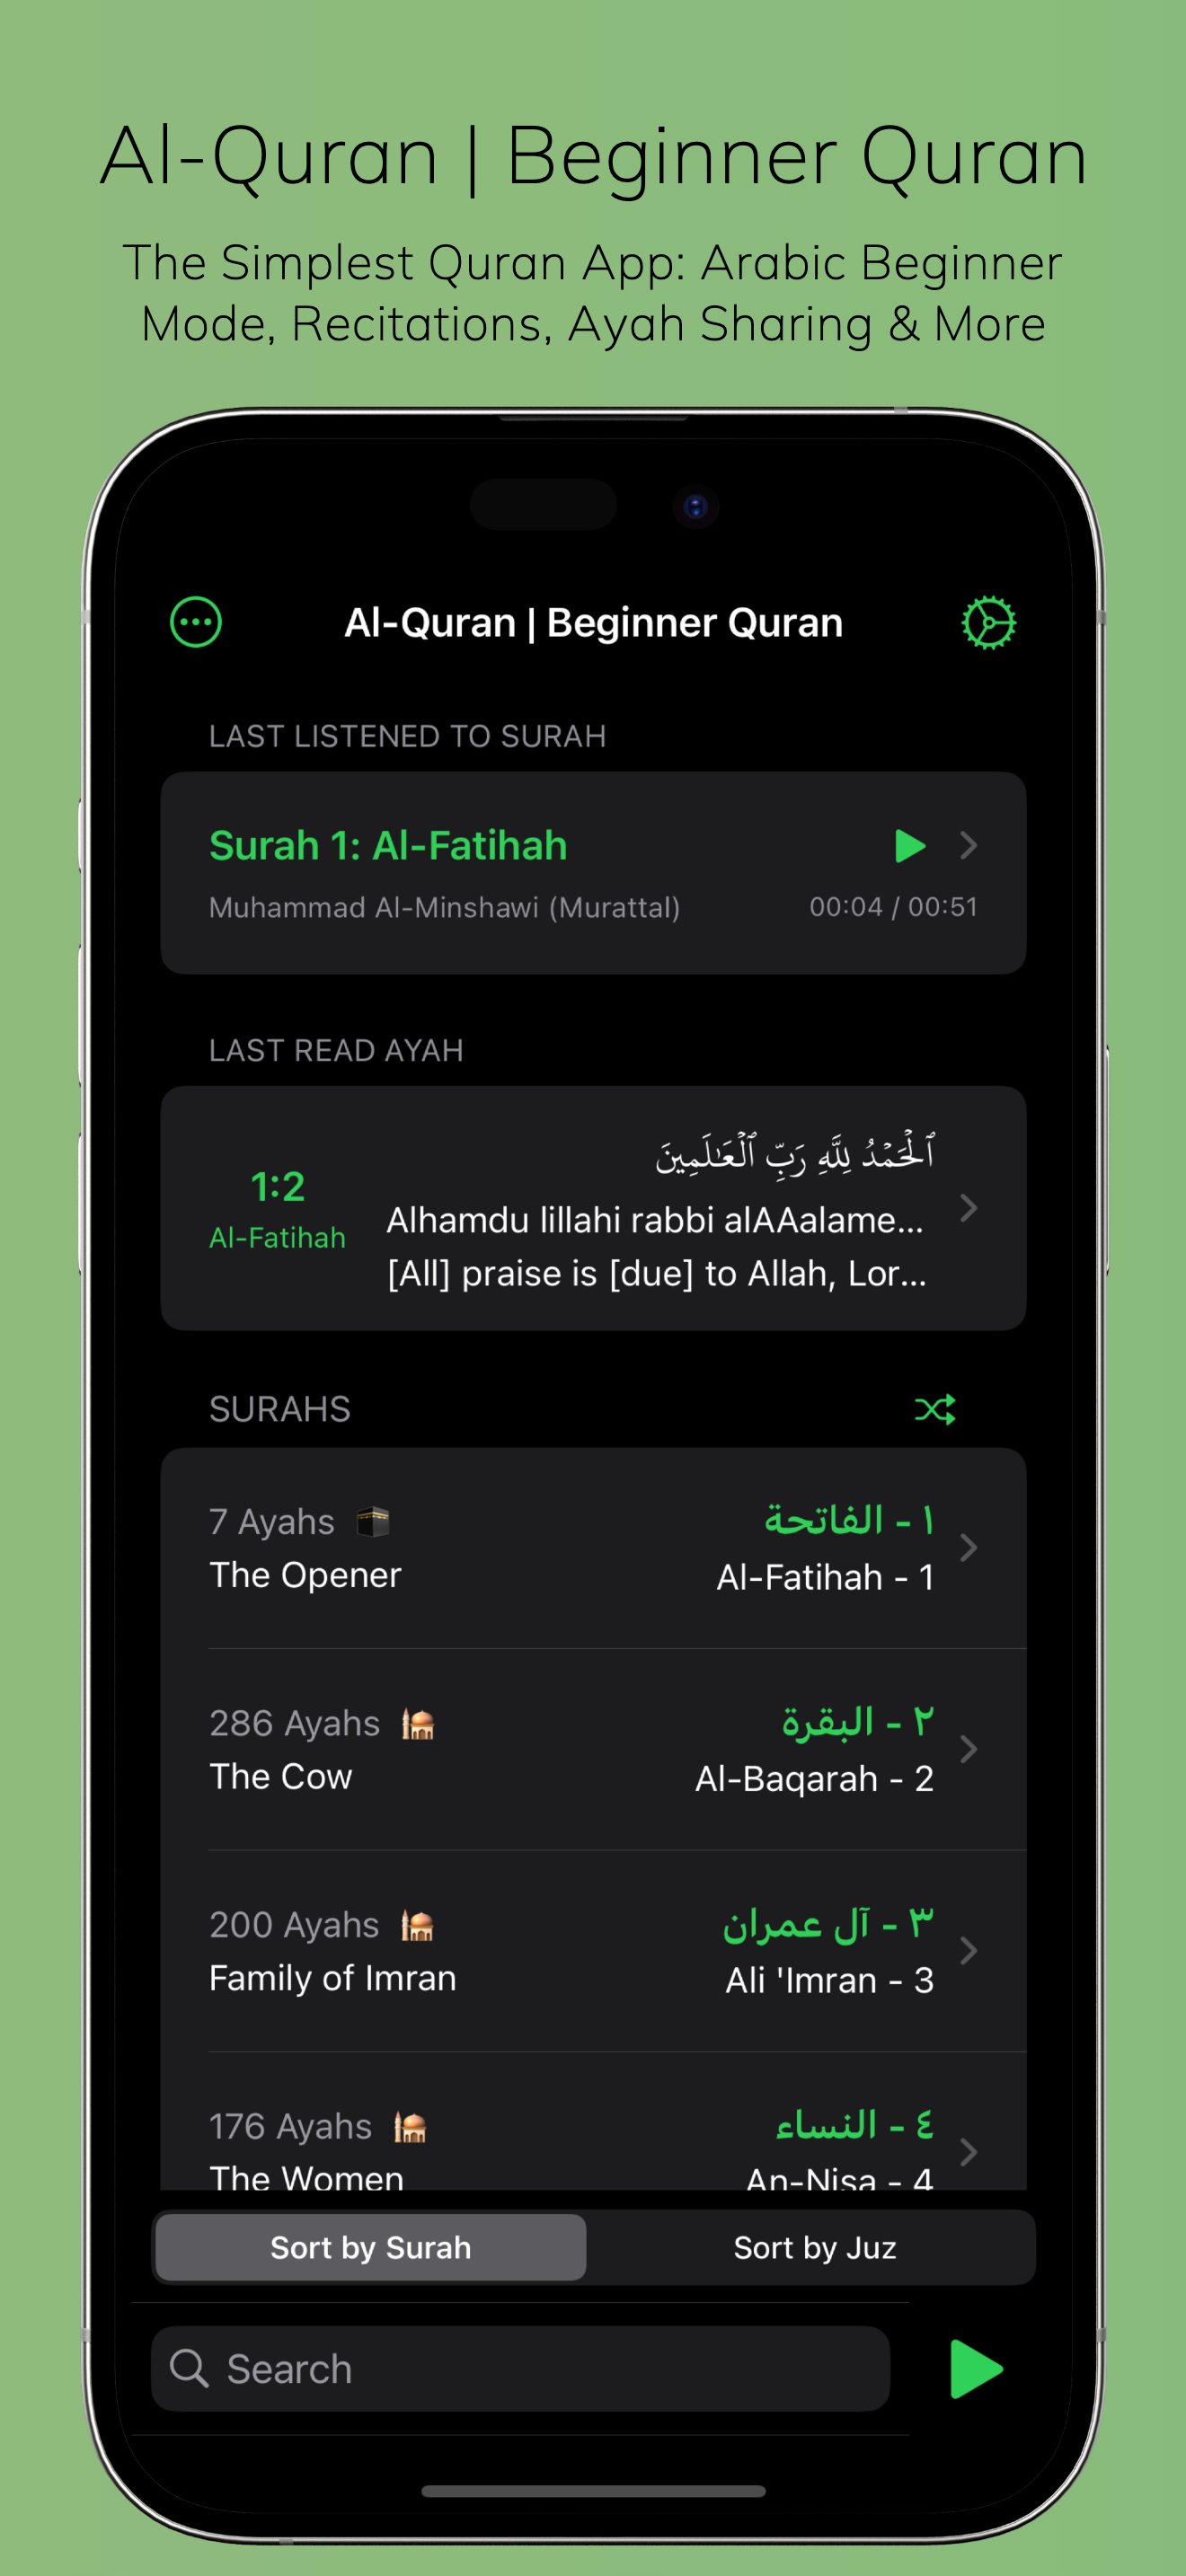 Al-Quran | Beginner Quran
The Simplest Quran App: Arabic Beginner
Mode, Recitations, Ayah Sharing & More
Al-Quran | Beginner Quran
LAST LISTENED TO SURAH
Surah 1: Al-Fatihah
Muhammad Al-Minshawi (Murattal) 00:04 / 00:51
LAST READ AYAH
ٱلْحَمْدُ لِلَّهِ رَبِّ ٱلْعَـٰلَمِينَ
1:2
Alhamdu lillahi rabbi alAAalame...
Al-Fatihah
[All] praise is [due] to Allah, Lor...
SURAHS
7 Ayahs ١ - الفاتحة
The Opener Al-Fatihah - 1
286 Ayahs ٢ - البقرة
The Cow Al-Baqarah - 2
200 Ayahs ٣ - آل عمران
Family of Imran Ali 'Imran - 3
176 Ayahs ٤ - النساء
The Women An-Nisa - 4
Sort by Surah Sort by Juz
Search